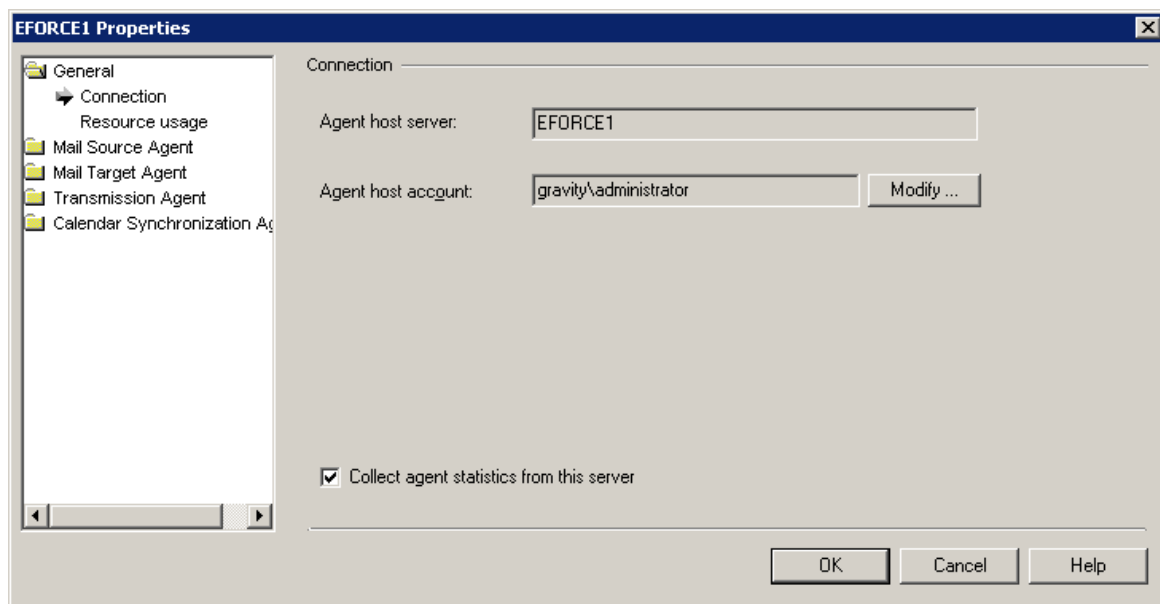 EFORCE1 Properties
General
Connection
Resource usage
Mail Source Agent
Mail Target Agent
Transmission Agent
Calendar Synchronization Ag
Connection
Agent host server: EFORCE1
Agent host account: gravity\administrator Modify ...
Collect agent statistics from this server
OK Cancel Help